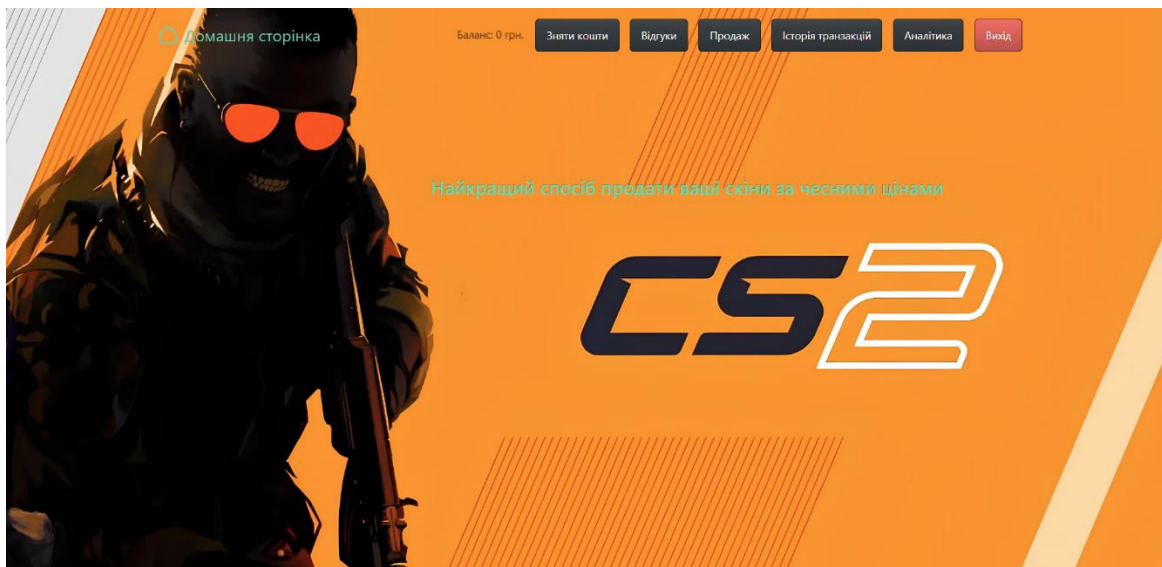 Домашня сторінка
Баланс: 0 грн. Зняти кошти Відгуки Продаж Історія транзакцій Аналітика Вихід
Найкращий спосіб продати ваші скіни за чесними цінами
CS2